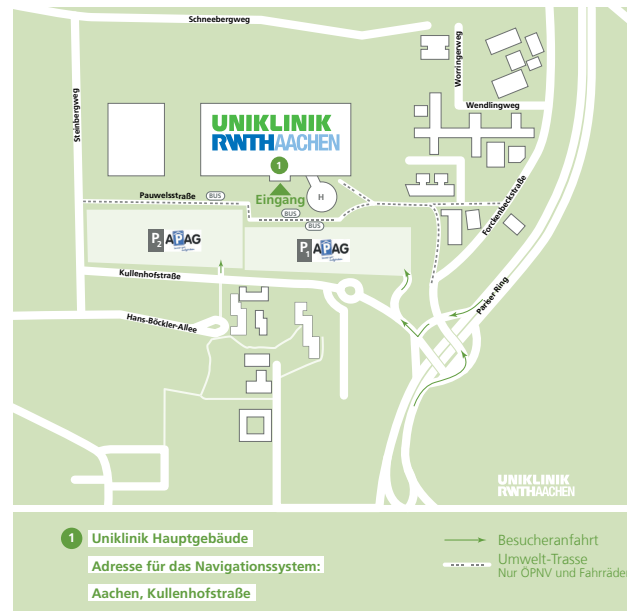 Schneebergweg
Worringerweg
Wendlingweg
Steinbergweg
UNIKLINIK
RWTHAACHEN
1
Eingang
H
Pauwelsstraße
BUS
BUS
BUS
Forckenbeckstraße
P2 APAG
P1 APAG
Kullenhofstraße
Pariser Ring
Hans-Böckler-Allee
UNIKLINIK
RWTHAACHEN
1 Uniklinik Hauptgebäude
Adresse für das Navigationssystem:
Aachen, Kullenhofstraße
Besucheranfahrt
Umwelt-Trasse
Nur ÖPNV und Fahrräder